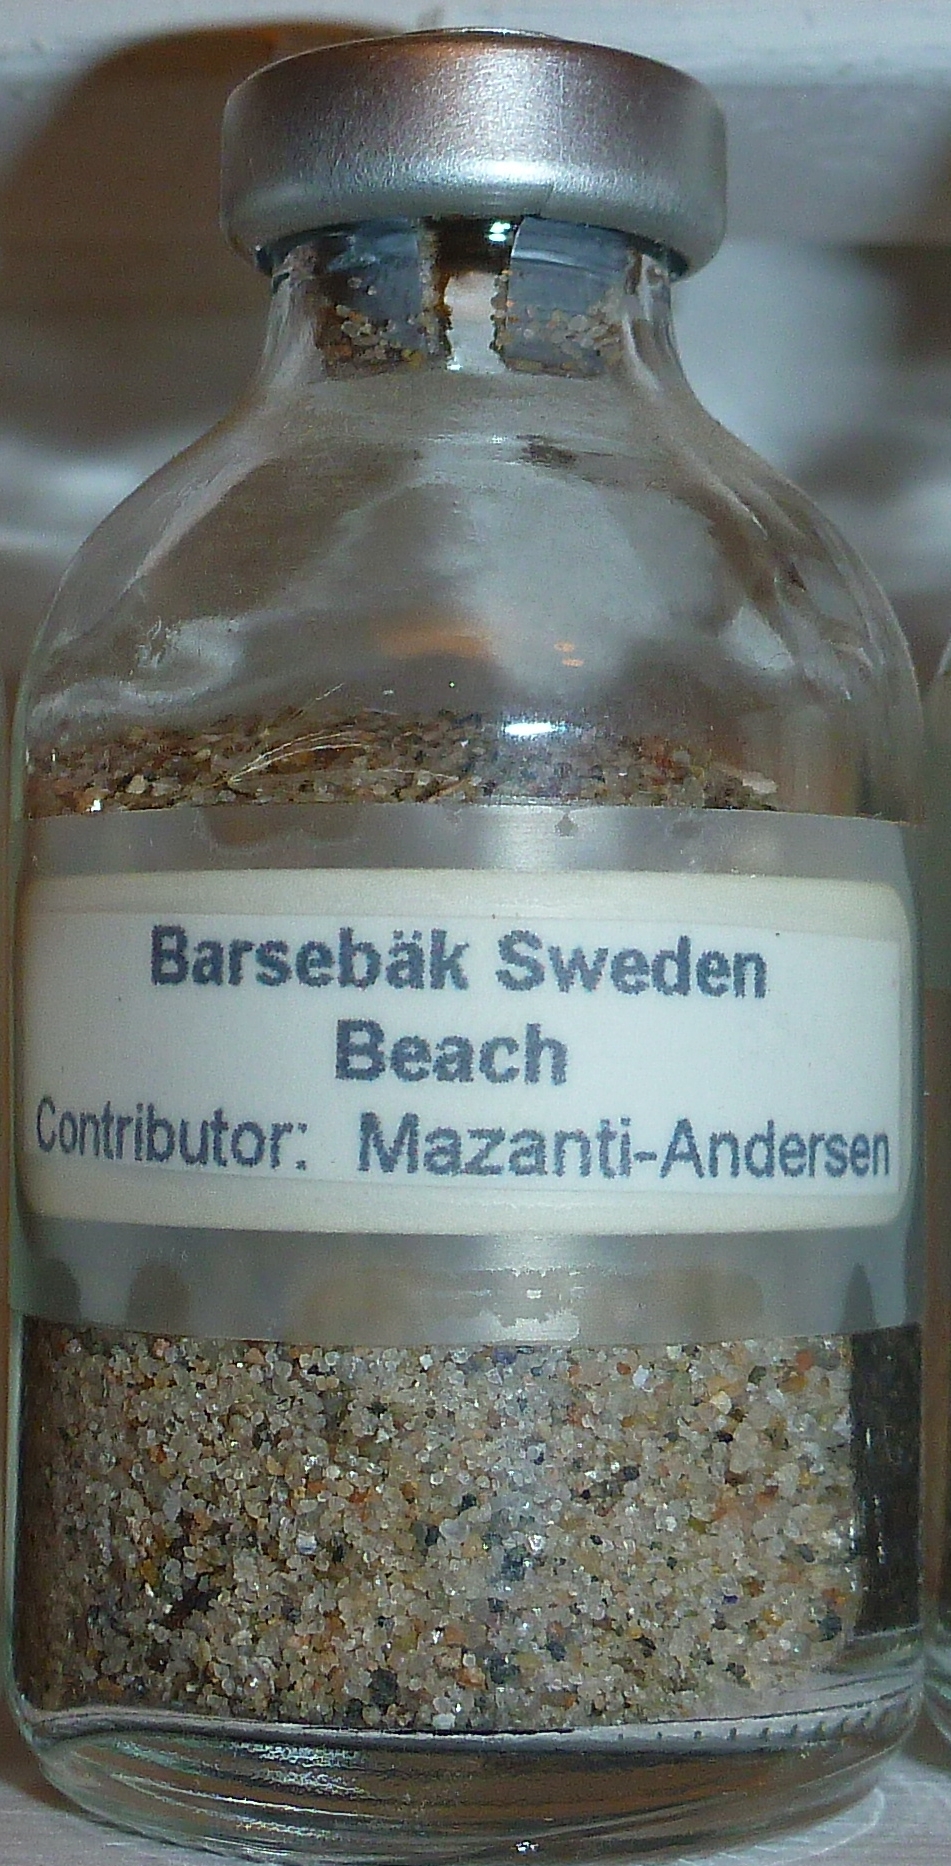 Barsebäk Sweden
Beach
Contributor: Mazanti-Andersen